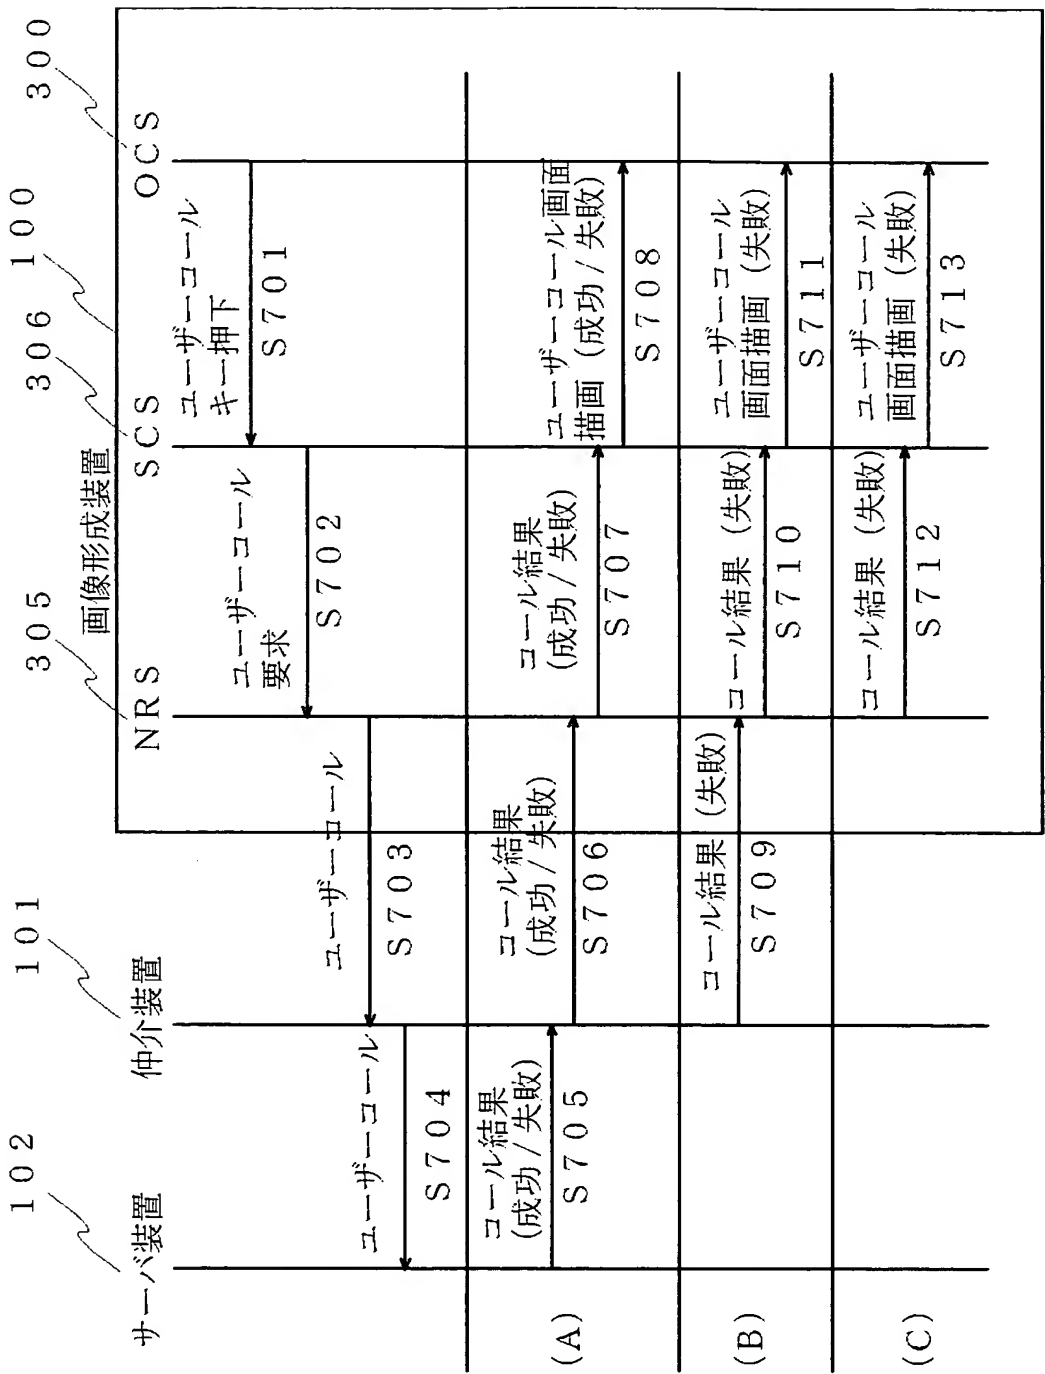 画像形成装置
102
101
305
306
100
300
サーバ装置
仲介装置
NRS
SCS
OCS
ユーザーコール
キー押下
S701
ユーザーコール
要求
S702
ユーザーコール
S703
ユーザーコール
S704
(A)
コール結果
(成功/失敗)
S705
コール結果
(成功/失敗)
S706
コール結果
(成功/失敗)
S707
ユーザーコール画面
描画(成功/失敗)
S708
(B)
コール結果(失敗)
S709
コール結果(失敗)
S710
ユーザーコール
画面描画(失敗)
S711
(C)
コール結果(失敗)
S712
ユーザーコール
画面描画(失敗)
S713